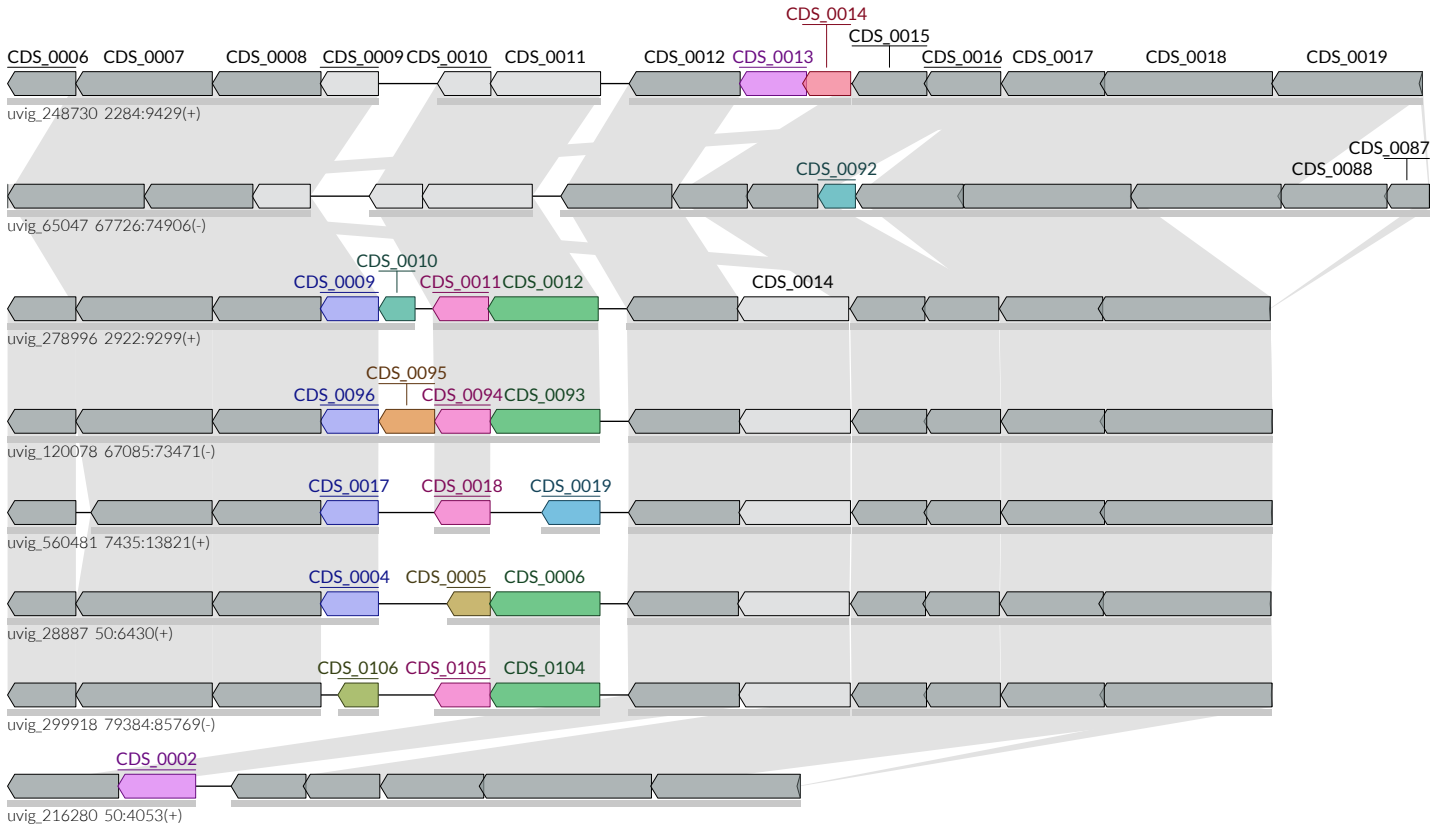 CDS_0014
CDS_0015
CDS_0006 CDS_0007 CDS_0008 CDS_0009 CDS_0010 CDS_0011 CDS_0012 CDS_0013 CDS_0016 CDS_0017 CDS_0018 CDS_0019
uvig_248730 2284:9429(+)
CDS_0087
CDS_0092 CDS_0088
uvig_65047 67726:74906(-)
CDS_0010
CDS_0009 CDS_0011 CDS_0012 CDS_0014
uvig_278996 2922:9299(+)
CDS_0095
CDS_0096 CDS_0094 CDS_0093
uvig_120078 67085:73471(-)
CDS_0017 CDS_0018 CDS_0019
uvig_560481 7435:13821(+)
CDS_0004 CDS_0005 CDS_0006
uvig_28887 50:6430(+)
CDS_0106 CDS_0105 CDS_0104
uvig_299918 79384:85769(-)
CDS_0002
uvig_216280 50:4053(+)